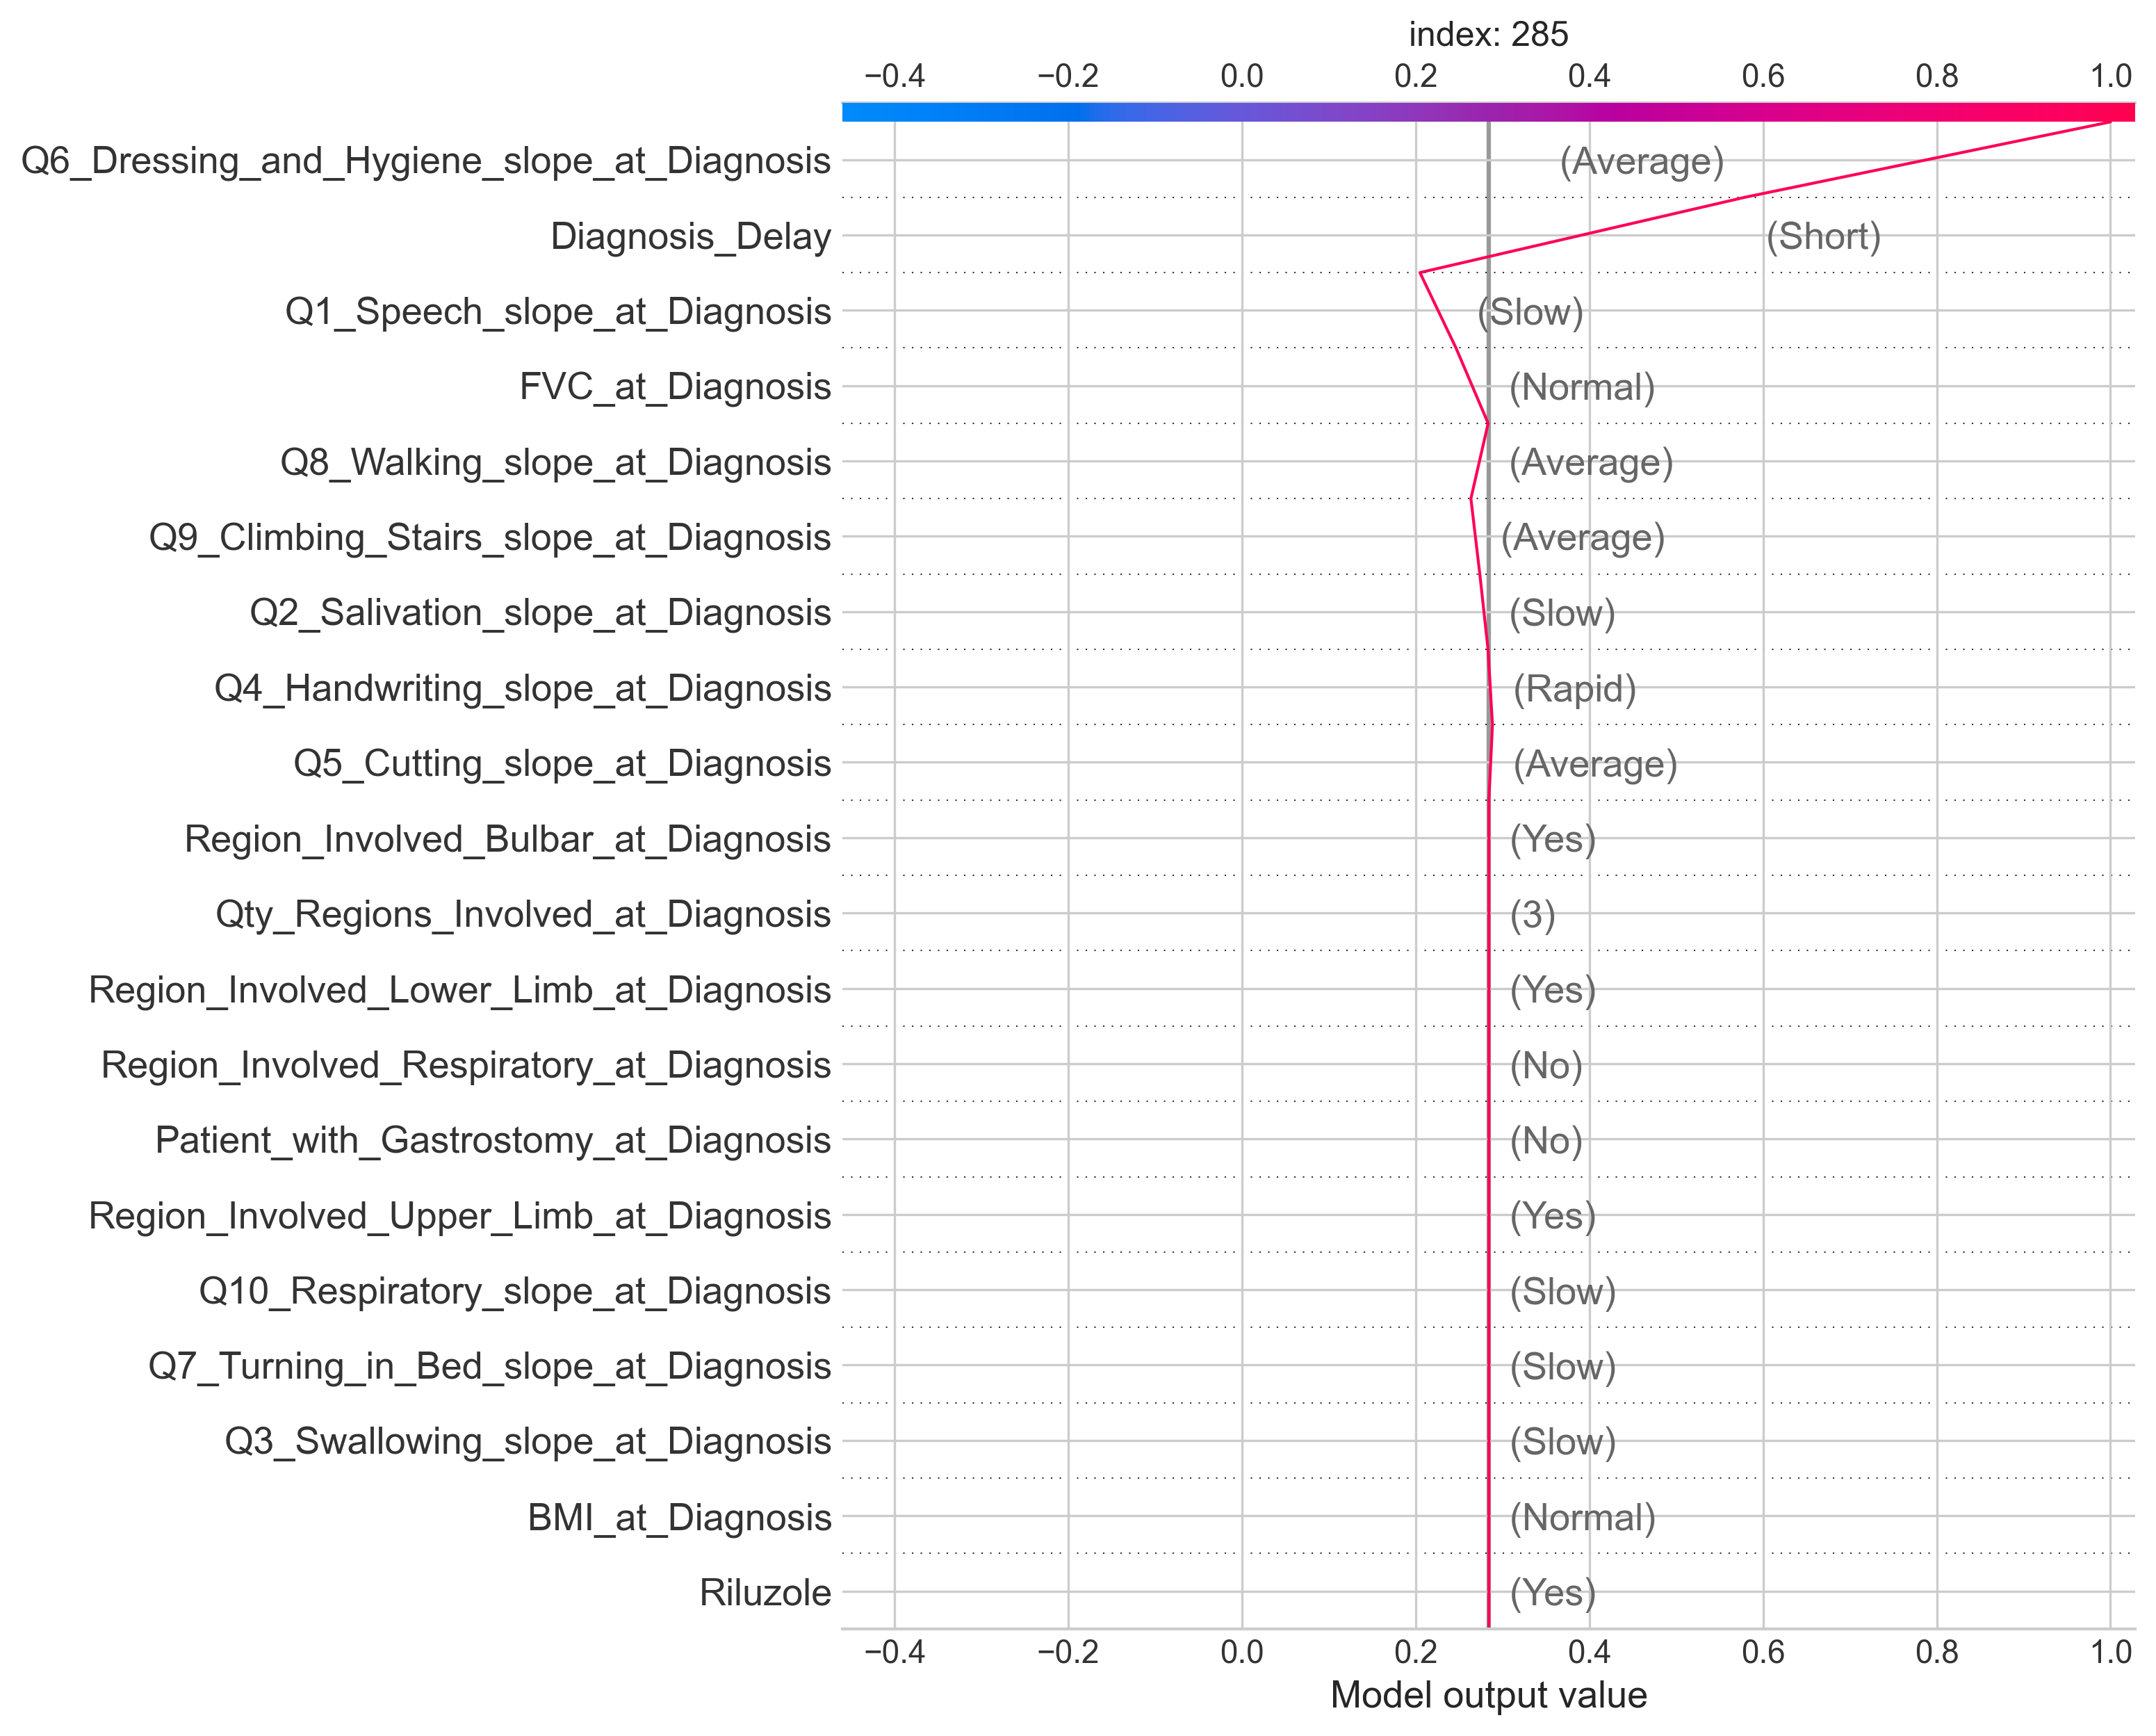 index: 285
−0.4 −0.2 0.0 0.2 0.4 0.6 0.8 1.0
Q6_Dressing_and_Hygiene_slope_at_Diagnosis (Average)
Diagnosis_Delay (Short)
Q1_Speech_slope_at_Diagnosis (Slow)
FVC_at_Diagnosis (Normal)
Q8_Walking_slope_at_Diagnosis (Average)
Q9_Climbing_Stairs_slope_at_Diagnosis (Average)
Q2_Salivation_slope_at_Diagnosis (Slow)
Q4_Handwriting_slope_at_Diagnosis (Rapid)
Q5_Cutting_slope_at_Diagnosis (Average)
Region_Involved_Bulbar_at_Diagnosis (Yes)
Qty_Regions_Involved_at_Diagnosis (3)
Region_Involved_Lower_Limb_at_Diagnosis (Yes)
Region_Involved_Respiratory_at_Diagnosis (No)
Patient_with_Gastrostomy_at_Diagnosis (No)
Region_Involved_Upper_Limb_at_Diagnosis (Yes)
Q10_Respiratory_slope_at_Diagnosis (Slow)
Q7_Turning_in_Bed_slope_at_Diagnosis (Slow)
Q3_Swallowing_slope_at_Diagnosis (Slow)
BMI_at_Diagnosis (Normal)
Riluzole (Yes)
−0.4 −0.2 0.0 0.2 0.4 0.6 0.8 1.0
Model output value